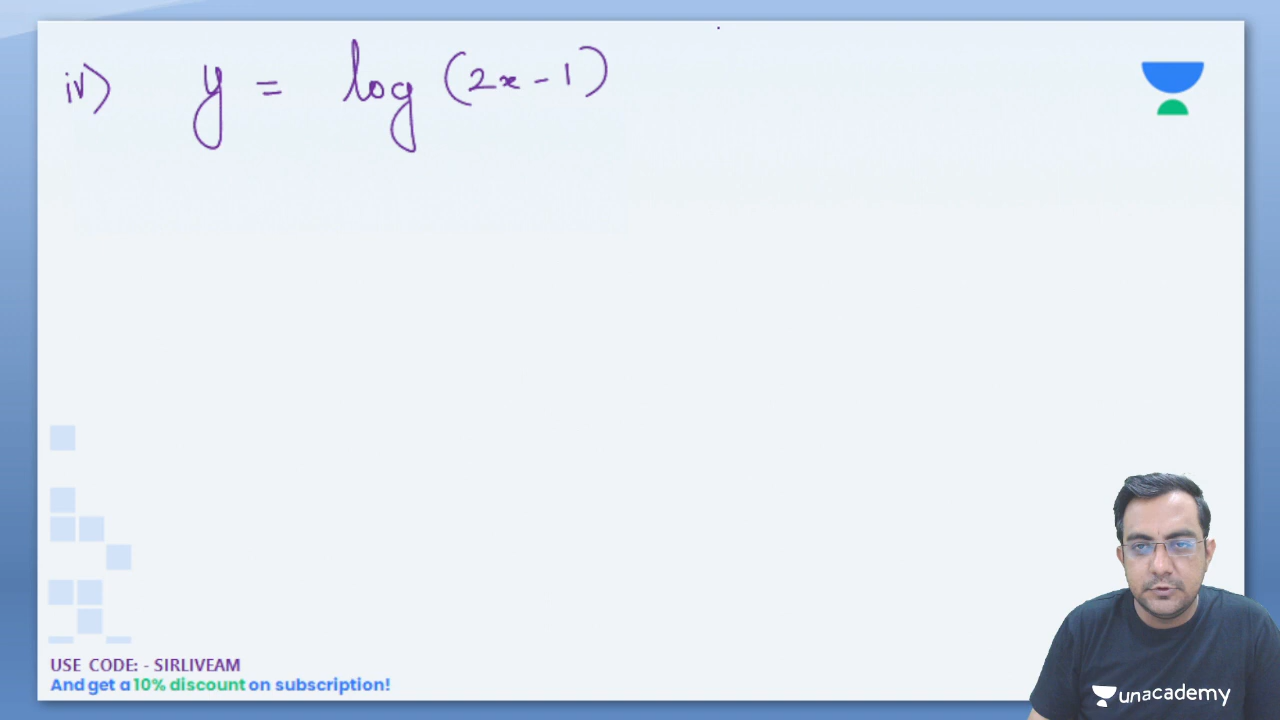 iv) y = log (2x - 1)
USE CODE: - SIRLIVEAM
And get a 10% discount on subscription!
unacademy